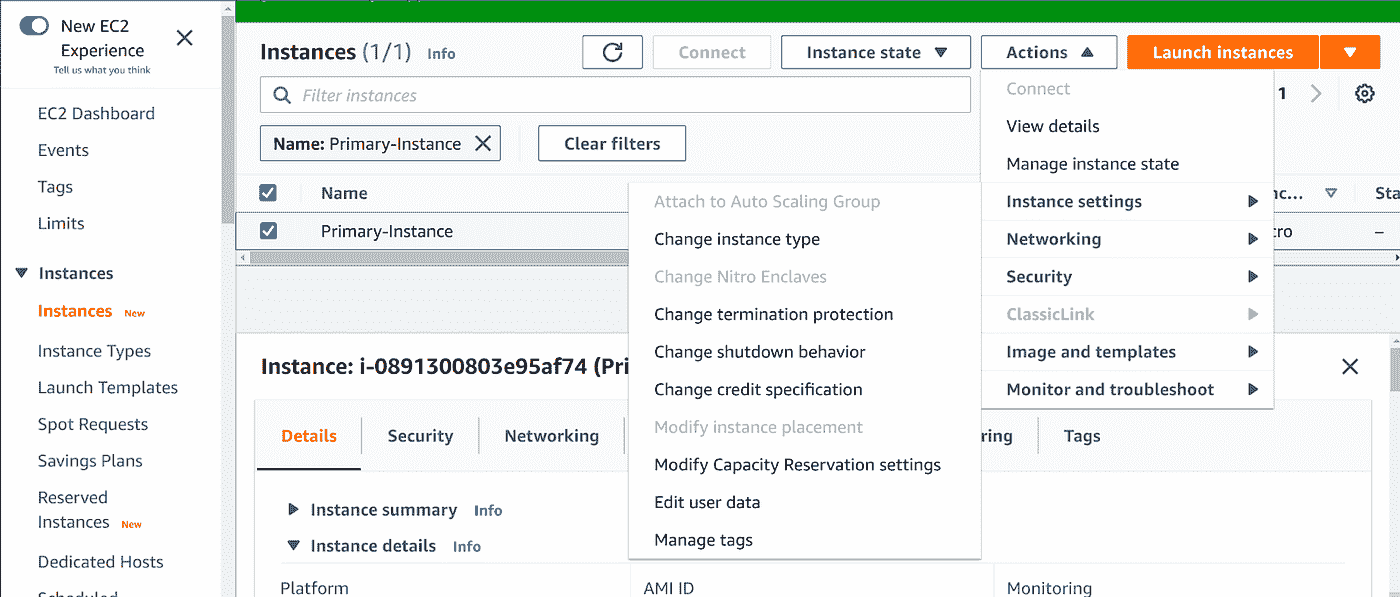 New EC2
Experience
Tell us what you think
EC2 Dashboard
Events
Tags
Limits
Instances
Instances New
Instance Types
Launch Templates
Spot Requests
Savings Plans
Reserved
Instances New
Dedicated Hosts
Scheduled
Instances (1/1) Info
Connect
Instance state
Actions
Launch instances
Filter instances
1
Name: Primary-Instance
Clear filters
Name
Primary-Instance
Connect
View details
Manage instance state
Instance settings
Networking
Security
ClassicLink
Image and templates
Monitor and troubleshoot
Attach to Auto Scaling Group
Change instance type
Change Nitro Enclaves
Change termination protection
Change shutdown behavior
Change credit specification
Modify instance placement
Modify Capacity Reservation settings
Edit user data
Manage tags
Instance: i-0891300803e95af74 (Pri
Details
Security
Networking
ring
Tags
Instance summary Info
Instance details Info
Platform
AMI ID
Monitoring